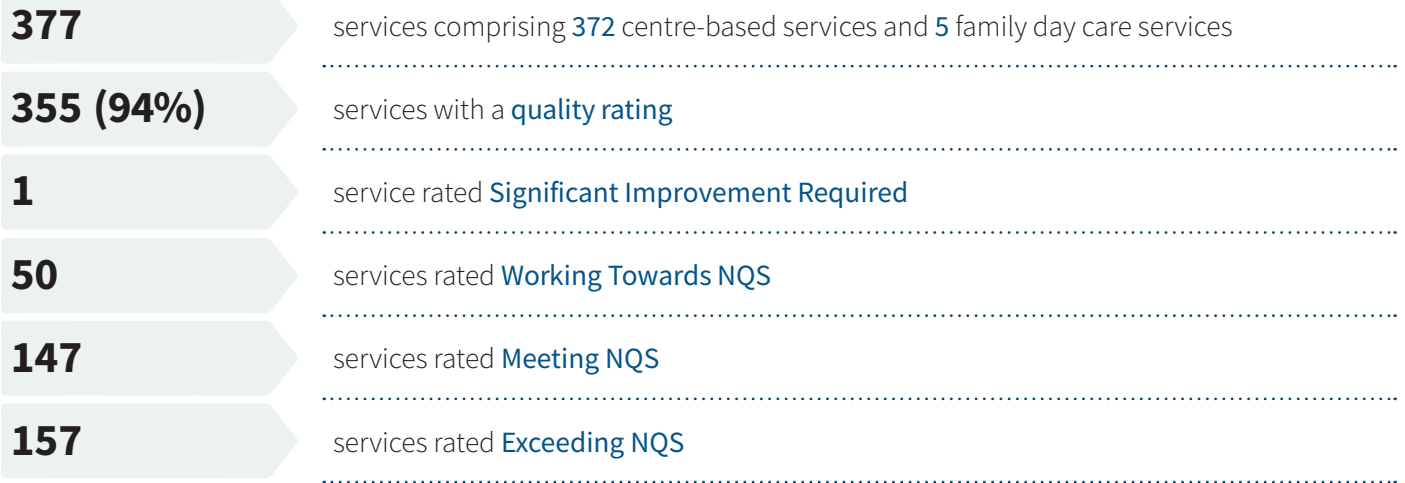 377 services comprising 372 centre-based services and 5 family day care services
355 (94%) services with a quality rating
1 service rated Significant Improvement Required
50 services rated Working Towards NQS
147 services rated Meeting NQS
157 services rated Exceeding NQS